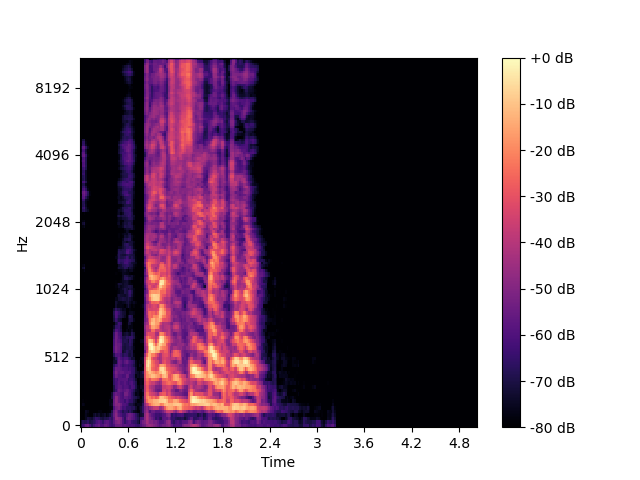 +0 dB
8192
-10 dB
4096
-20 dB
-30 dB
2048
Hz
-40 dB
1024
-50 dB
-60 dB
512
-70 dB
0
-80 dB
0 0.6 1.2 1.8 2.4 3 3.6 4.2 4.8
Time